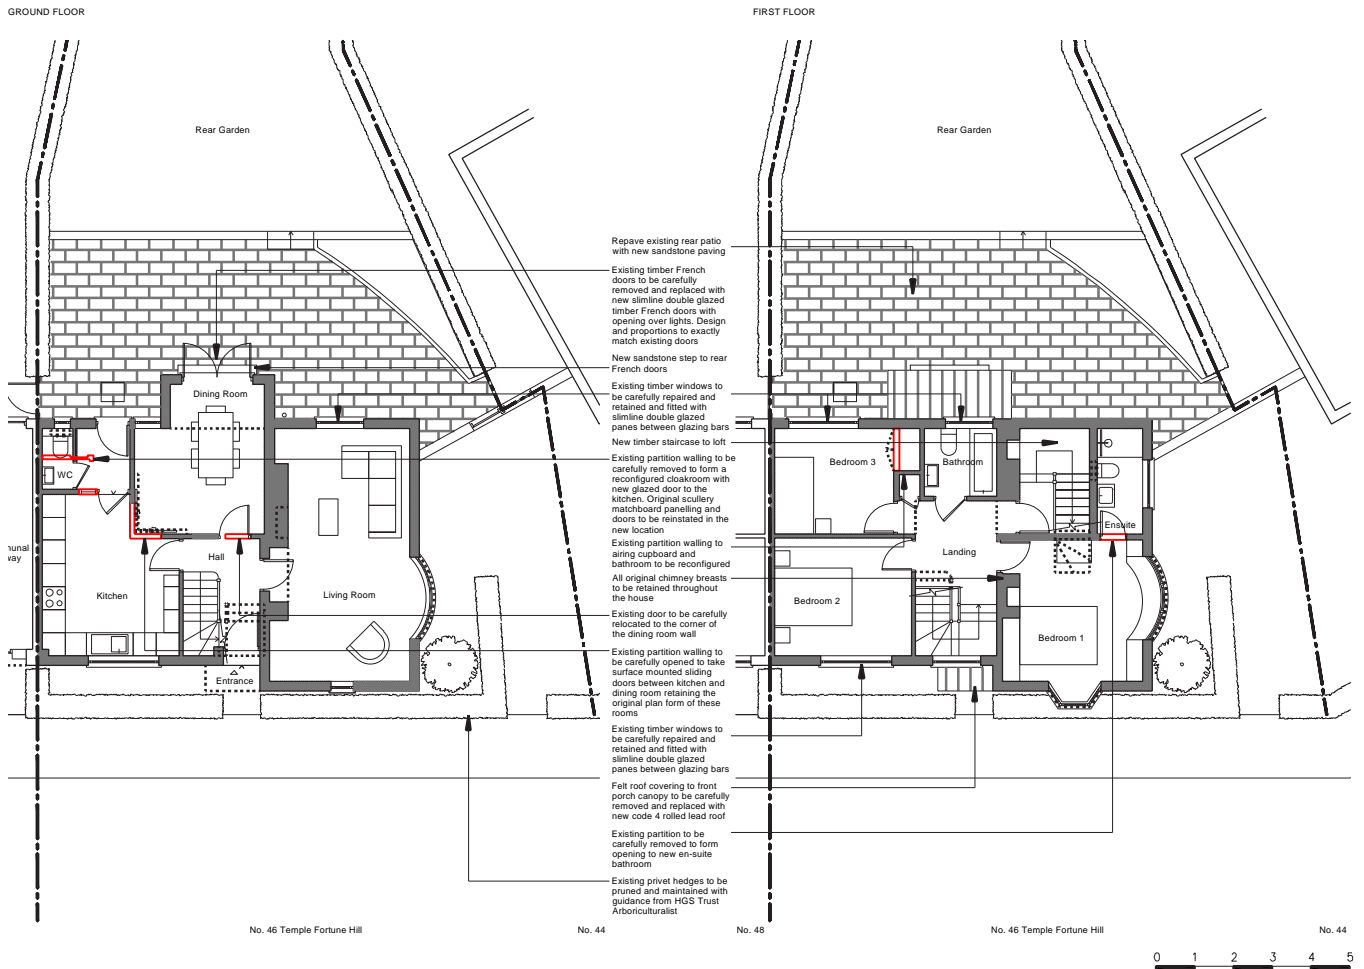 GROUND FLOOR
FIRST FLOOR
Rear Garden
Rear Garden
Repave existing rear patio
with new sandstone paving
Existing timber French
doors to be carefully
removed and replaced with
new slimline double glazed
timber French doors with
opening over lights. Design
and proportions to exactly
match existing doors
New sandstone step to rear
French doors
Existing timber windows to
be carefully repaired and
retained and fitted with
slimline double glazed
panes between glazing bars
New timber staircase to loft
Existing partition walling to be
carefully removed to form a
reconfigured cloakroom with
new glazed door to the
kitchen. Original scullery
matchboard panelling and
doors to be reinstated in the
new location
Existing partition walling to
airing cupboard and
bathroom to be reconfigured
All original chimney breasts
to be retained throughout
the house
Existing door to be carefully
relocated to the corner of
the dining room wall
Existing partition walling to
be carefully opened to take
surface mounted sliding
doors between kitchen and
dining room retaining the
original plan form of these
rooms
Existing timber windows to
be carefully repaired and
retained and fitted with
slimline double glazed
panes between glazing bars
Felt roof covering to front
porch canopy to be carefully
removed and replaced with
new code 4 rolled lead roof
Existing partition to be
carefully removed to form
opening to new en-suite
bathroom
Existing privet hedges to be
pruned and maintained with
guidance from HGS Trust
Arboriculturalist
Dining Room
WC
munal
way
Hall
Kitchen
Living Room
Entrance
Bedroom 3
Bathroom
Ensuite
Landing
Bedroom 2
Bedroom 1
No. 46 Temple Fortune Hill
No. 44
No. 48
No. 46 Temple Fortune Hill
No. 44
0 1 2 3 4 5